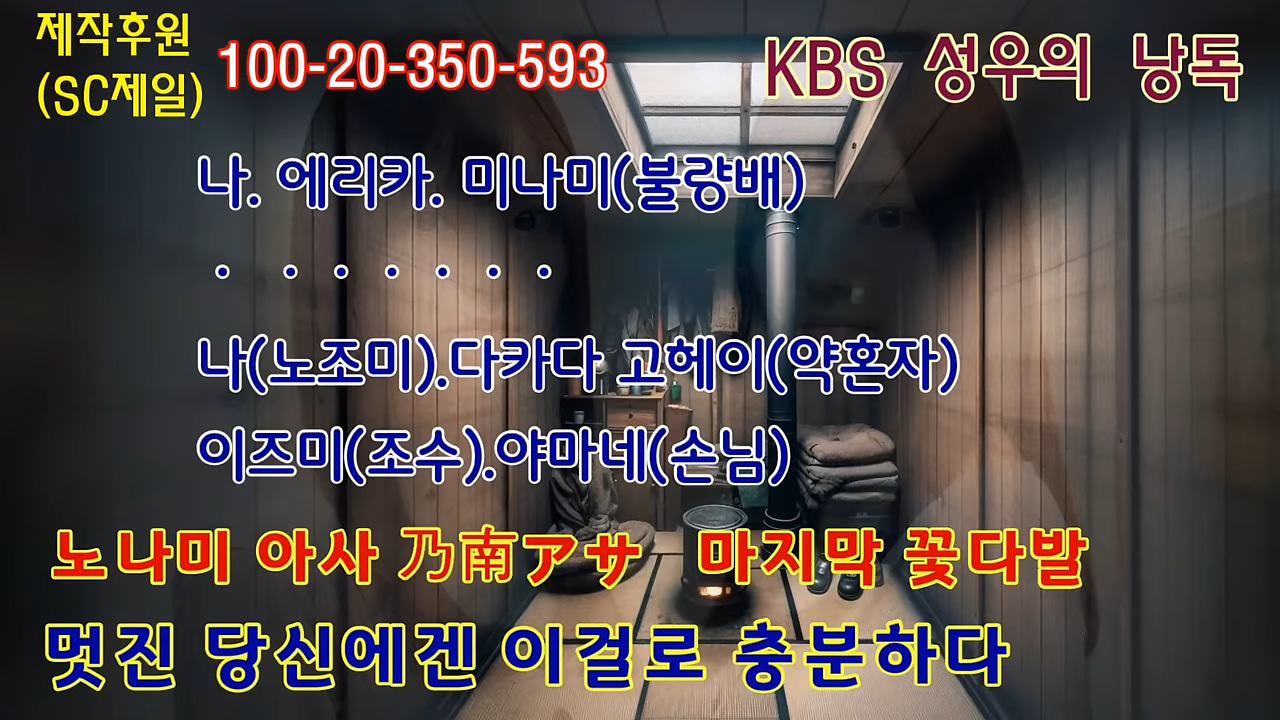 제작후원
(SC제일)
100-20-350-593
KBS 성우의 낭독
나. 에리카. 미나미(불량배)
· · · · · · ·
나(노조미).다카다 고헤이(약혼자)
이즈미(조수).야마네(손님)
노나미 아사 乃南アサ 마지막 꽃다발
멋진 당신에겐 이걸로 충분하다